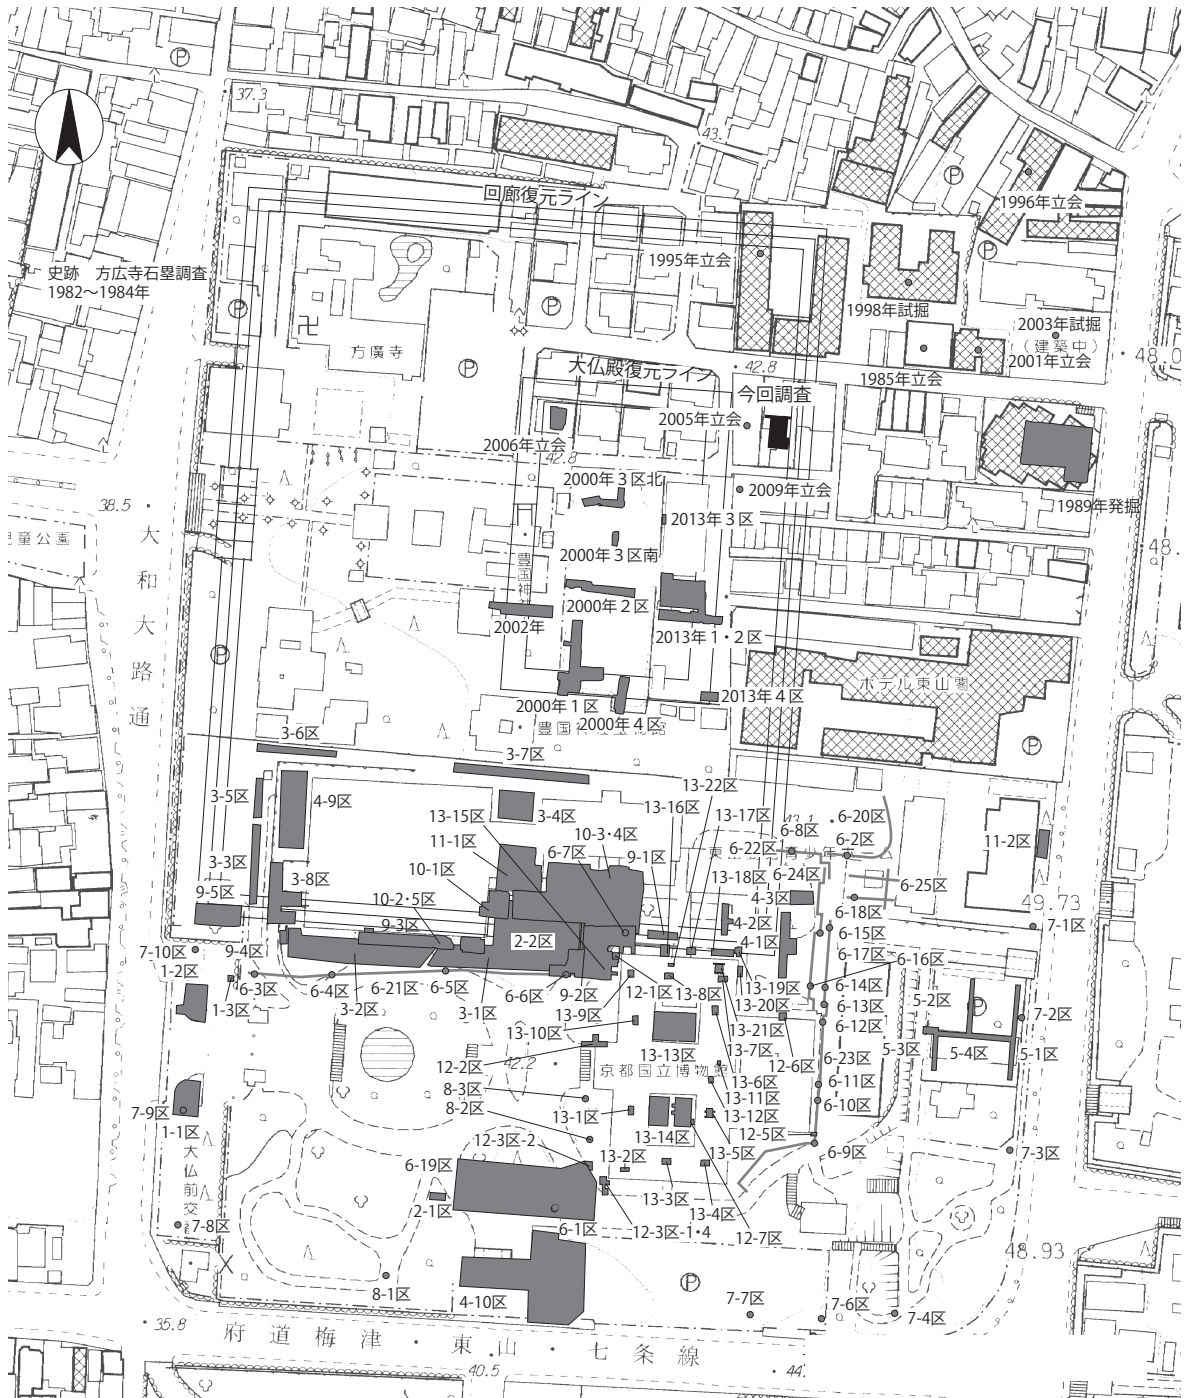 Ⓟ
37.3
43.
回廊復元ライン
Ⓟ
1996年立会
Ⓟ
1995年立会
史跡 方広寺石塁調査
1982～1984年
Ⓟ
Ⓟ
1998年試掘
卍
方廣寺
2003年試掘
(建築中)
2001年立会
48.0
Ⓟ
大仏殿復元ライン
42.8
1985年立会
今回調査
2005年立会
2006年立会
42.8
2000年3区北
2009年立会
38.5
1989年発掘
2013年3区
児童公園
48.
2000年3区南
豊国神
2000年2区
2002年
2013年1・2区
大和大路通
Ⓟ
ホテル東山閣
2013年4区
2000年1区
2000年4区
Ⓟ
3-6区
3-7区
13-22区
3-5区
4-9区
13-16区
13-17区
6-20区
13-15区
3-4区
10-3・4区
6-8区
6-2区
11-1区
6-7区
9-1区
6-22区
11-2区
3-3区
10-1区
13-18区
6-24区
3-8区
4-3区
6-25区
9-5区
10-2・5区
49.73
9-3区
4-2区
6-18区
7-1区
2-2区
4-1区
6-15区
7-10区
9-4区
6-17区
1-2区
6-16区
6-3区
6-4区
6-21区
6-5区
6-6区
9-2区
12-1区
13-8区
13-19区
6-14区
5-2区
Ⓟ
1-3区
3-2区
3-1区
13-9区
13-20区
6-13区
7-2区
13-10区
13-21区
6-12区
13-13区
13-7区
12-6区
6-23区
5-3区
5-4区
5-1区
12-2区
42.2
京都国立博物館
13-6区
6-11区
8-3区
13-11区
6-10区
7-9区
8-2区
13-1区
13-12区
1-1区
13-14区
12-5区
12-3区-2
13-5区
6-9区
7-3区
大仏前交
6-19区
13-2区
13-3区
13-4区
2-1区
7-8区
6-1区
12-3区-1・4
12-7区
48.93
Ⓟ
8-1区
4-10区
7-7区
7-6区
7-4区
35.8
府道梅津・東山・七条線
40.5
44.